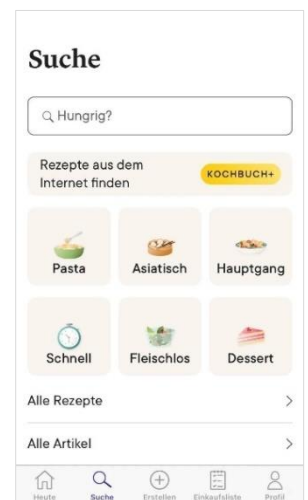 Suche
Hungrig?
Rezepte aus dem
Internet finden
KOCHBUCH+
Pasta
Asiatisch
Hauptgang
Schnell
Fleischlos
Dessert
Alle Rezepte
Alle Artikel
Heute
Suche
Erstellen
Einkaufsliste
Profil